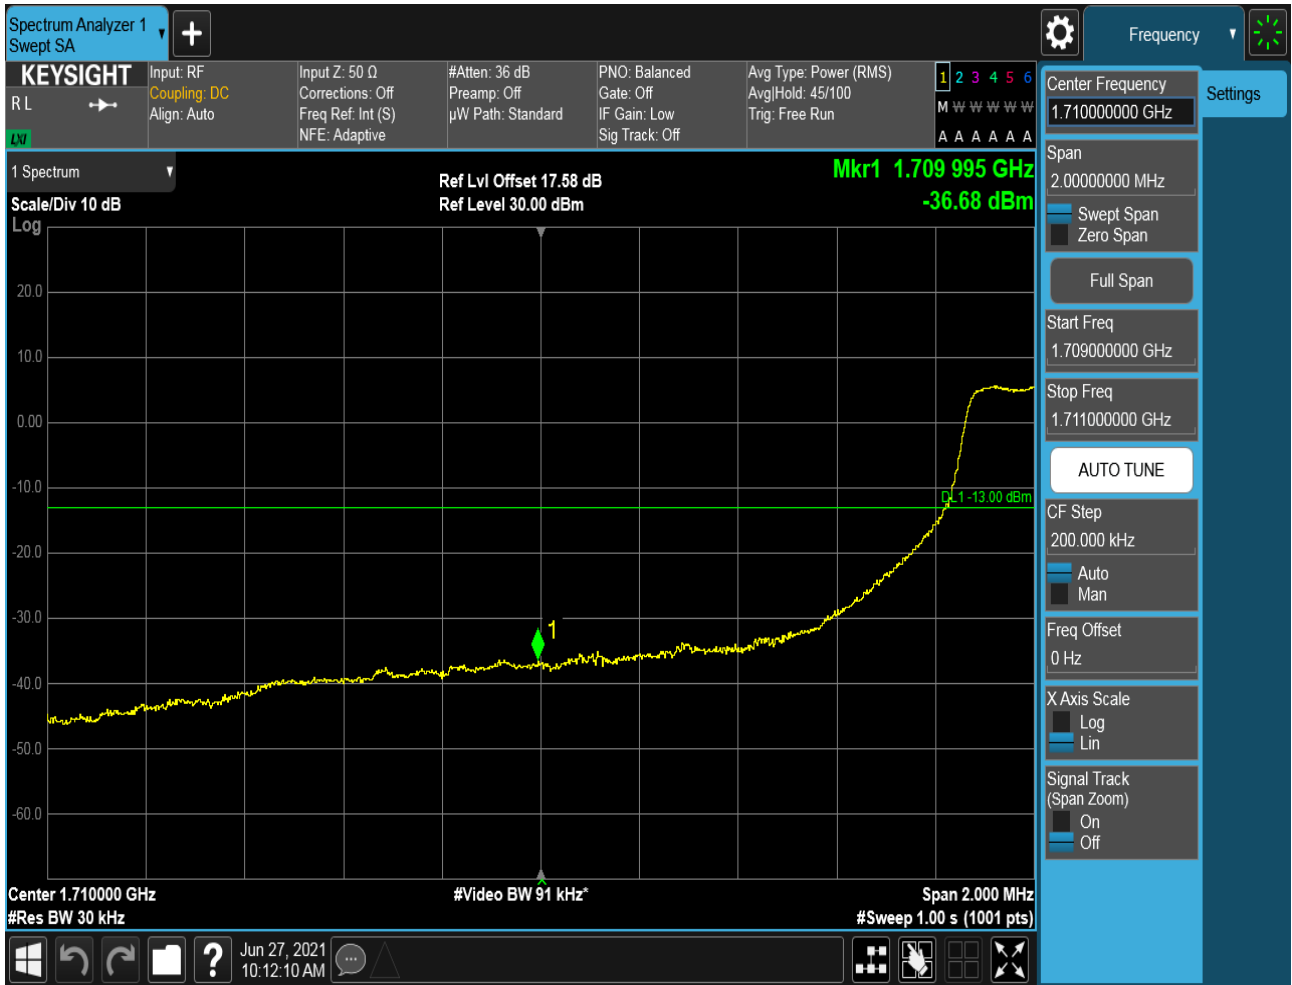 Spectrum Analyzer 1
Swept SA
Frequency
KEYSIGHT
R L
LXI
Input: RF
Coupling: DC
Align: Auto
Input Z: 50 Ω
Corrections: Off
Freq Ref: Int (S)
NFE: Adaptive
#Atten: 36 dB
Preamp: Off
µW Path: Standard
PNO: Balanced
Gate: Off
IF Gain: Low
Sig Track: Off
Avg Type: Power (RMS)
Avg|Hold: 45/100
Trig: Free Run
1 2 3 4 5 6
M W W W W W
A A A A A A
Center Frequency
1.710000000 GHz
Settings
Span
2.00000000 MHz
Swept Span
Zero Span
Full Span
Start Freq
1.709000000 GHz
Stop Freq
1.711000000 GHz
AUTO TUNE
CF Step
200.000 kHz
Auto
Man
Freq Offset
0 Hz
X Axis Scale
Log
Lin
Signal Track
(Span Zoom)
On
Off
1 Spectrum
Scale/Div 10 dB
Log
Ref Lvl Offset 17.58 dB
Ref Level 30.00 dBm
Mkr1 1.709 995 GHz
-36.68 dBm
20.0
10.0
0.00
-10.0
-20.0
-30.0
-40.0
-50.0
-60.0
DL1 -13.00 dBm
1
Center 1.710000 GHz
#Res BW 30 kHz
#Video BW 91 kHz*
Span 2.000 MHz
#Sweep 1.00 s (1001 pts)
?
Jun 27, 2021
10:12:10 AM